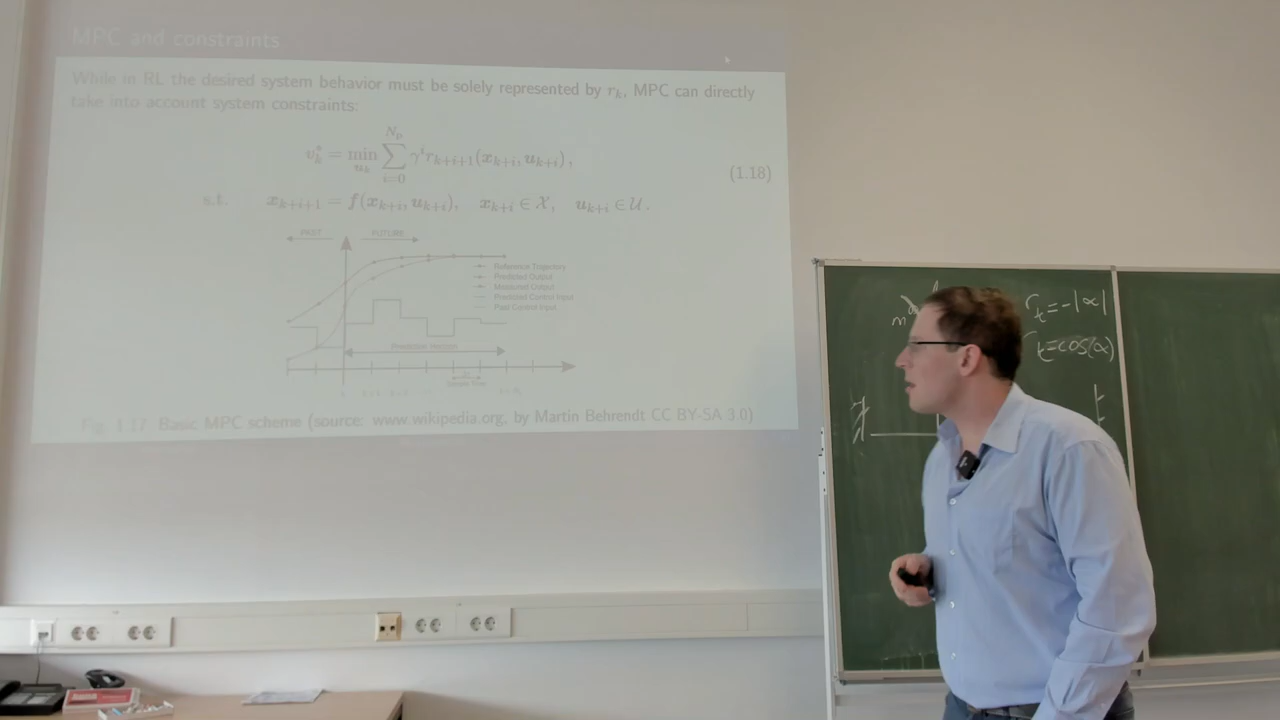 MPC and constraints
While in RL the desired system behavior must be solely represented by r_k, MPC can directly
take into account system constraints:
v_k^* = min_{u_k} \sum_{i=0}^{N_p} γ^i r_{k+i+1}(x_{k+i}, u_{k+i}), (1.18)
s.t. x_{k+i+1} = f(x_{k+i}, u_{k+i}), x_{k+i} ∈ X, u_{k+i} ∈ U.
PAST FUTURE
Reference Trajectory
Predicted Output
Measured Output
Predicted Control Input
Past Control Input
Prediction Horizon
Sample Time
Fig. 1.17: Basic MPC scheme (source: www.wikipedia.org, by Martin Behrendt CC BY-SA 3.0)
r_t = -|α|
r_t = cos(α)